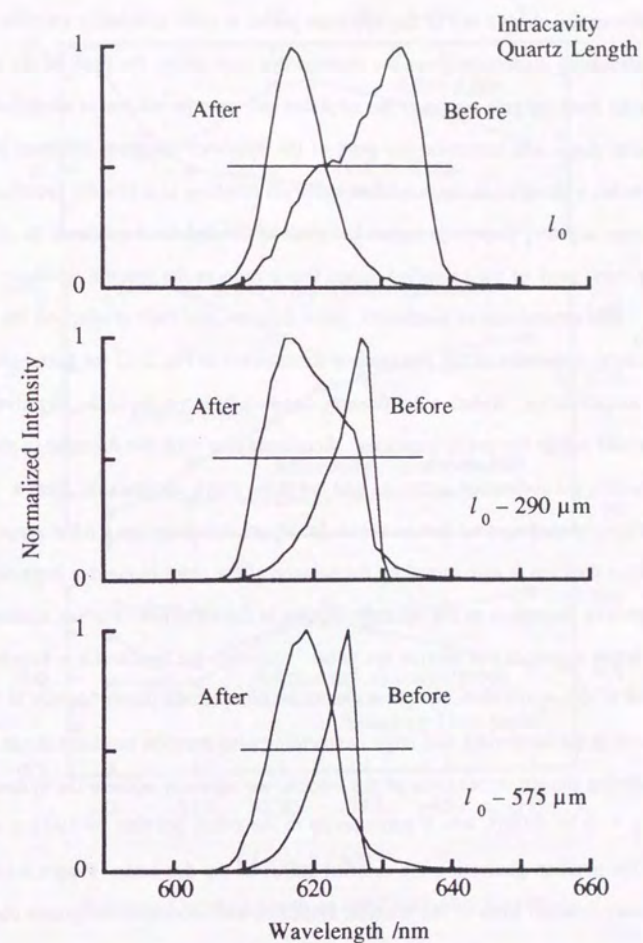 Intracavity
Quartz Length
1
After
Before
l0
0
1
After
Before
l0 − 290 μm
0
1
After
Before
l0 − 575 μm
0
600
620
640
660
Wavelength /nm
Normalized Intensity